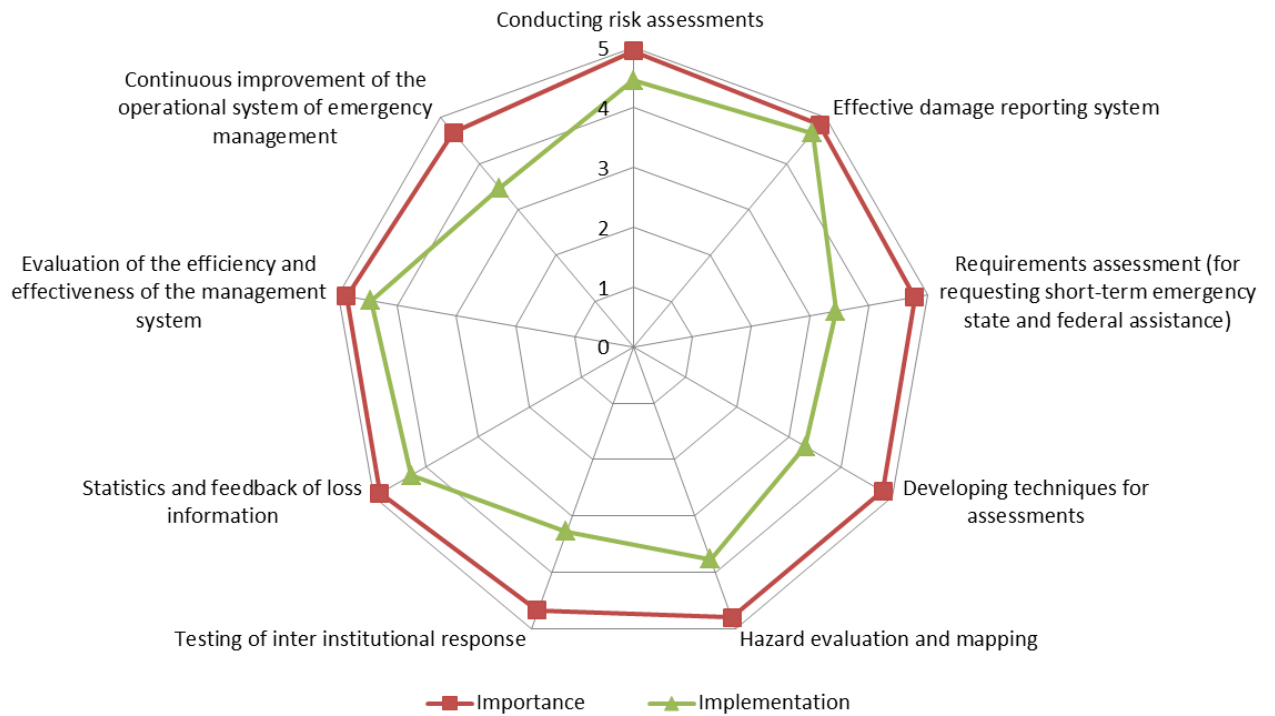 Conducting risk assessments
5
4
3
2
1
0
Effective damage reporting system
Requirements assessment (for
requesting short-term emergency
state and federal assistance)
Developing techniques for
assessments
Hazard evaluation and mapping
Testing of inter institutional response
Statistics and feedback of loss
information
Evaluation of the efficiency and
effectiveness of the management
system
Continuous improvement of the
operational system of emergency
management
Importance
Implementation